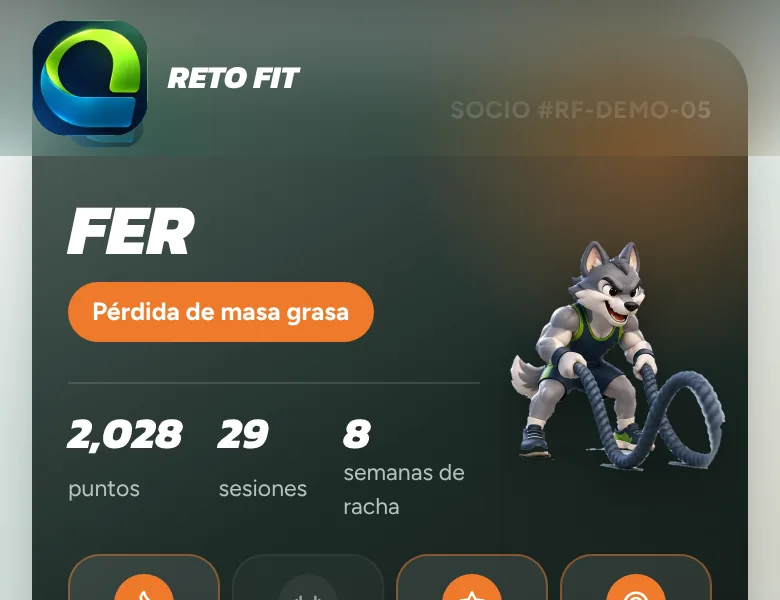 RETO FIT
SOCIO #RF-DEMO-05
FER
Pérdida de masa grasa
2,028
puntos
29
sesiones
8
semanas de
racha